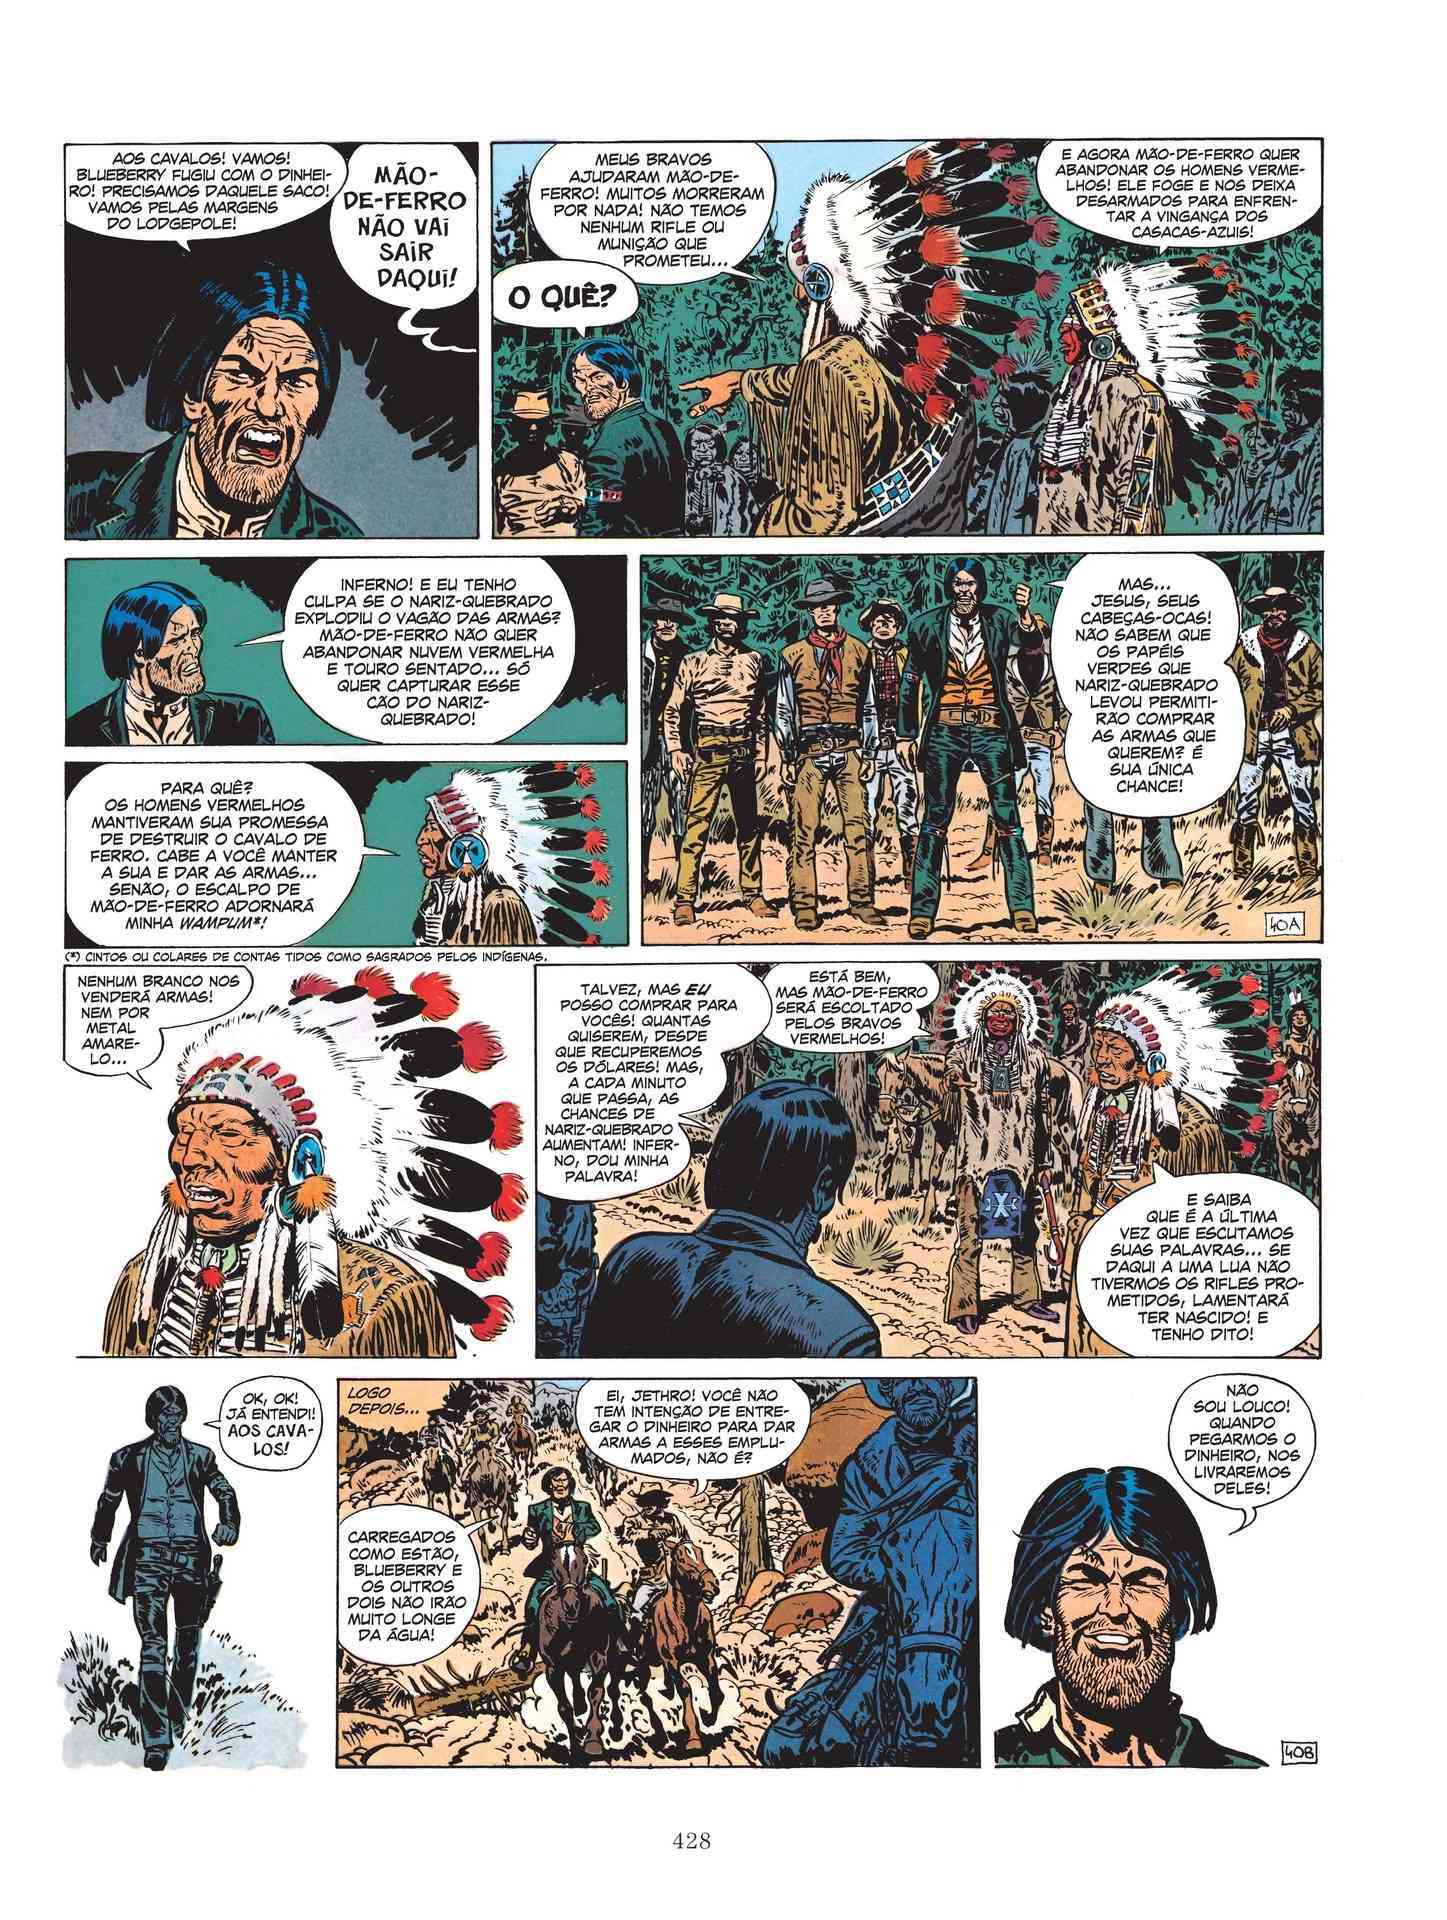 AOS CAVALOS! VAMOS!
BLUEBERRY FUGIU COM O DINHEI-
RO! PRECISAMOS DAQUELE SACO!
VAMOS PELAS MARGENS
DO LODGEPOLE!
MÃO-
DE-FERRO
NÃO VAI
SAIR
DAQUI!
MEUS BRAVOS
AJUDARAM MÃO-DE-
FERRO! MUITOS MORRERAM
POR NADA! NÃO TEMOS
NENHUM RIFLE OU
MUNIÇÃO QUE
PROMETEU...
O QUÊ?
E AGORA MÃO-DE-FERRO QUER
ABANDONAR OS HOMENS VERME-
LHOS! ELE FOGE E NOS DEIXA
DESARMADOS PARA ENFREN-
TAR A VINGANÇA DOS
CASACAS-AZUIS!
INFERNO! E EU TENHO
CULPA SE O NARIZ-QUEBRADO
EXPLODIU O VAGÃO DAS ARMAS?
MÃO-DE-FERRO NÃO QUER
ABANDONAR NUVEM VERMELHA
E TOURO SENTADO... SÓ
QUER CAPTURAR ESSE
CÃO DO NARIZ-
QUEBRADO!
MAS...
JESUS, SEUS
CABEÇAS-OCAS!
NÃO SABEM QUE
OS PAPÉIS
VERDES QUE
NARIZ-QUEBRADO
LEVOU PERMITI-
RÃO COMPRAR
AS ARMAS QUE
QUEREM? É
SUA ÚNICA
CHANCE!
40A
PARA QUÊ?
OS HOMENS VERMELHOS
MANTIVERAM SUA PROMESSA
DE DESTRUIR O CAVALO DE
FERRO. CABE A VOCÊ MANTER
A SUA E DAR AS ARMAS...
SENÃO, O ESCALPO DE
MÃO-DE-FERRO ADORNARÁ
MINHA WAMPUM*!
(*) CINTOS OU COLARES DE CONTAS TIDOS COMO SAGRADOS PELOS INDÍGENAS.
NENHUM BRANCO NOS
VENDERÁ ARMAS!
NEM POR
METAL
AMARE-
LO...
TALVEZ, MAS EU
POSSO COMPRAR PARA
VOCÊS! QUANTAS
QUISEREM, DESDE
QUE RECUPEREMOS
OS DÓLARES! MAS,
A CADA MINUTO
QUE PASSA, AS
CHANCES DE
NARIZ-QUEBRADO
AUMENTAM! INFER-
NO, DOU MINHA
PALAVRA!
ESTÁ BEM,
MAS MÃO-DE-FERRO
SERÁ ESCOLTADO
PELOS BRAVOS
VERMELHOS!
E SAIBA
QUE É A ÚLTIMA
VEZ QUE ESCUTAMOS
SUAS PALAVRAS... SE
DAQUI A UMA LUA NÃO
TIVERMOS OS RIFLES PRO-
METIDOS, LAMENTARÁ
TER NASCIDO! E
TENHO DITO!
OK, OK!
JÁ ENTENDI!
AOS CAVA-
LOS!
LOGO
DEPOIS...
EI, JETHRO! VOCÊ NÃO
TEM INTENÇÃO DE ENTRE-
GAR O DINHEIRO PARA DAR
ARMAS A ESSES EMPLU-
MADOS, NÃO É?
CARREGADOS
COMO ESTÃO,
BLUEBERRY E
OS OUTROS
DOIS NÃO IRÃO
MUITO LONGE
DA ÁGUA!
NÃO
SOU LOUCO!
QUANDO
PEGARMOS O
DINHEIRO, NOS
LIVRAREMOS
DELES!
40B
428